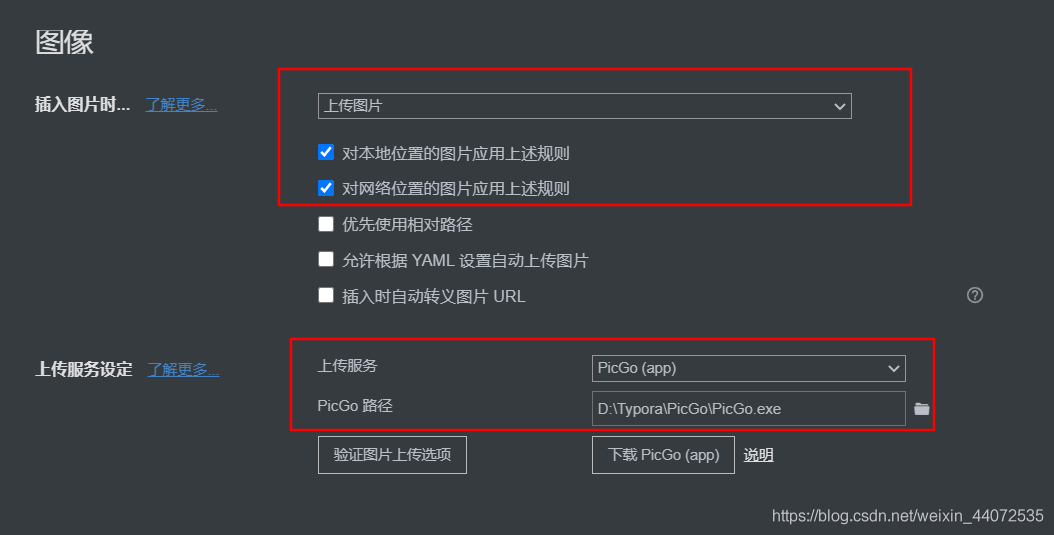 图像
插入图片时... 了解更多...
上传图片
对本地位置的图片应用上述规则
对网络位置的图片应用上述规则
优先使用相对路径
允许根据 YAML 设置自动上传图片
插入时自动转义图片 URL
上传服务设定 了解更多...
上传服务 PicGo (app)
PicGo 路径 D:\Typora\PicGo\PicGo.exe
验证图片上传选项 下载 PicGo (app) 说明
https://blog.csdn.net/weixin_44072535